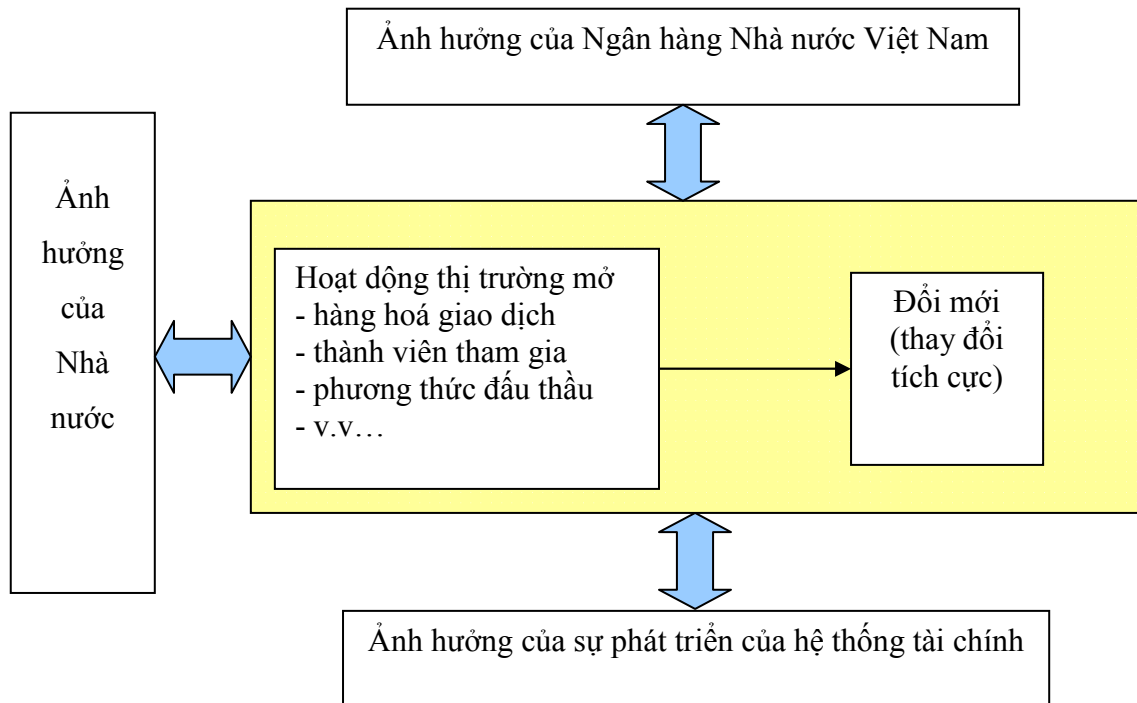 Ảnh hưởng của Ngân hàng Nhà nước Việt Nam
Ảnh
hưởng
của
Nhà
nước
Hoạt dộng thị trường mở
- hàng hoá giao dịch
- thành viên tham gia
- phương thức đấu thầu
- v.v…
Đổi mới
(thay đổi
tích cực)
Ảnh hưởng của sự phát triển của hệ thống tài chính